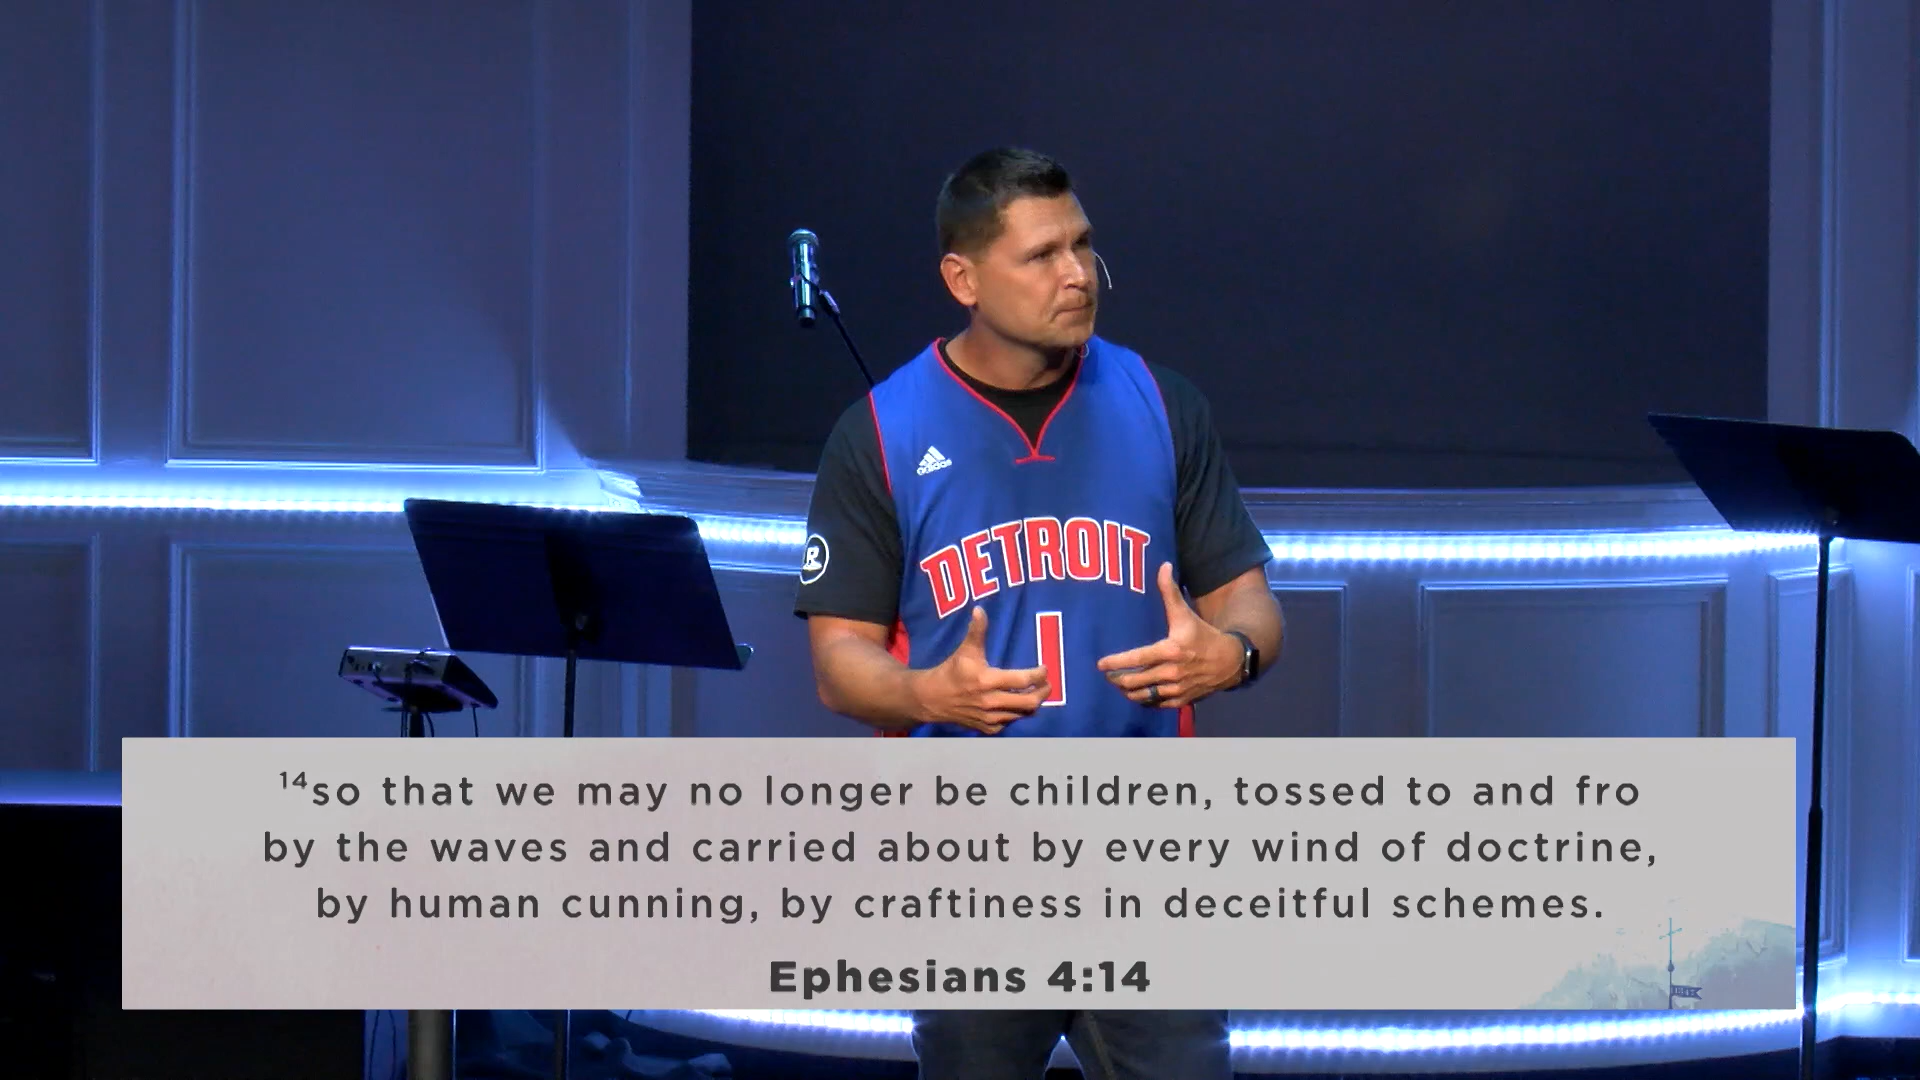 adidas
DETROIT
1
14so that we may no longer be children, tossed to and fro
by the waves and carried about by every wind of doctrine,
by human cunning, by craftiness in deceitful schemes.
Ephesians 4:14